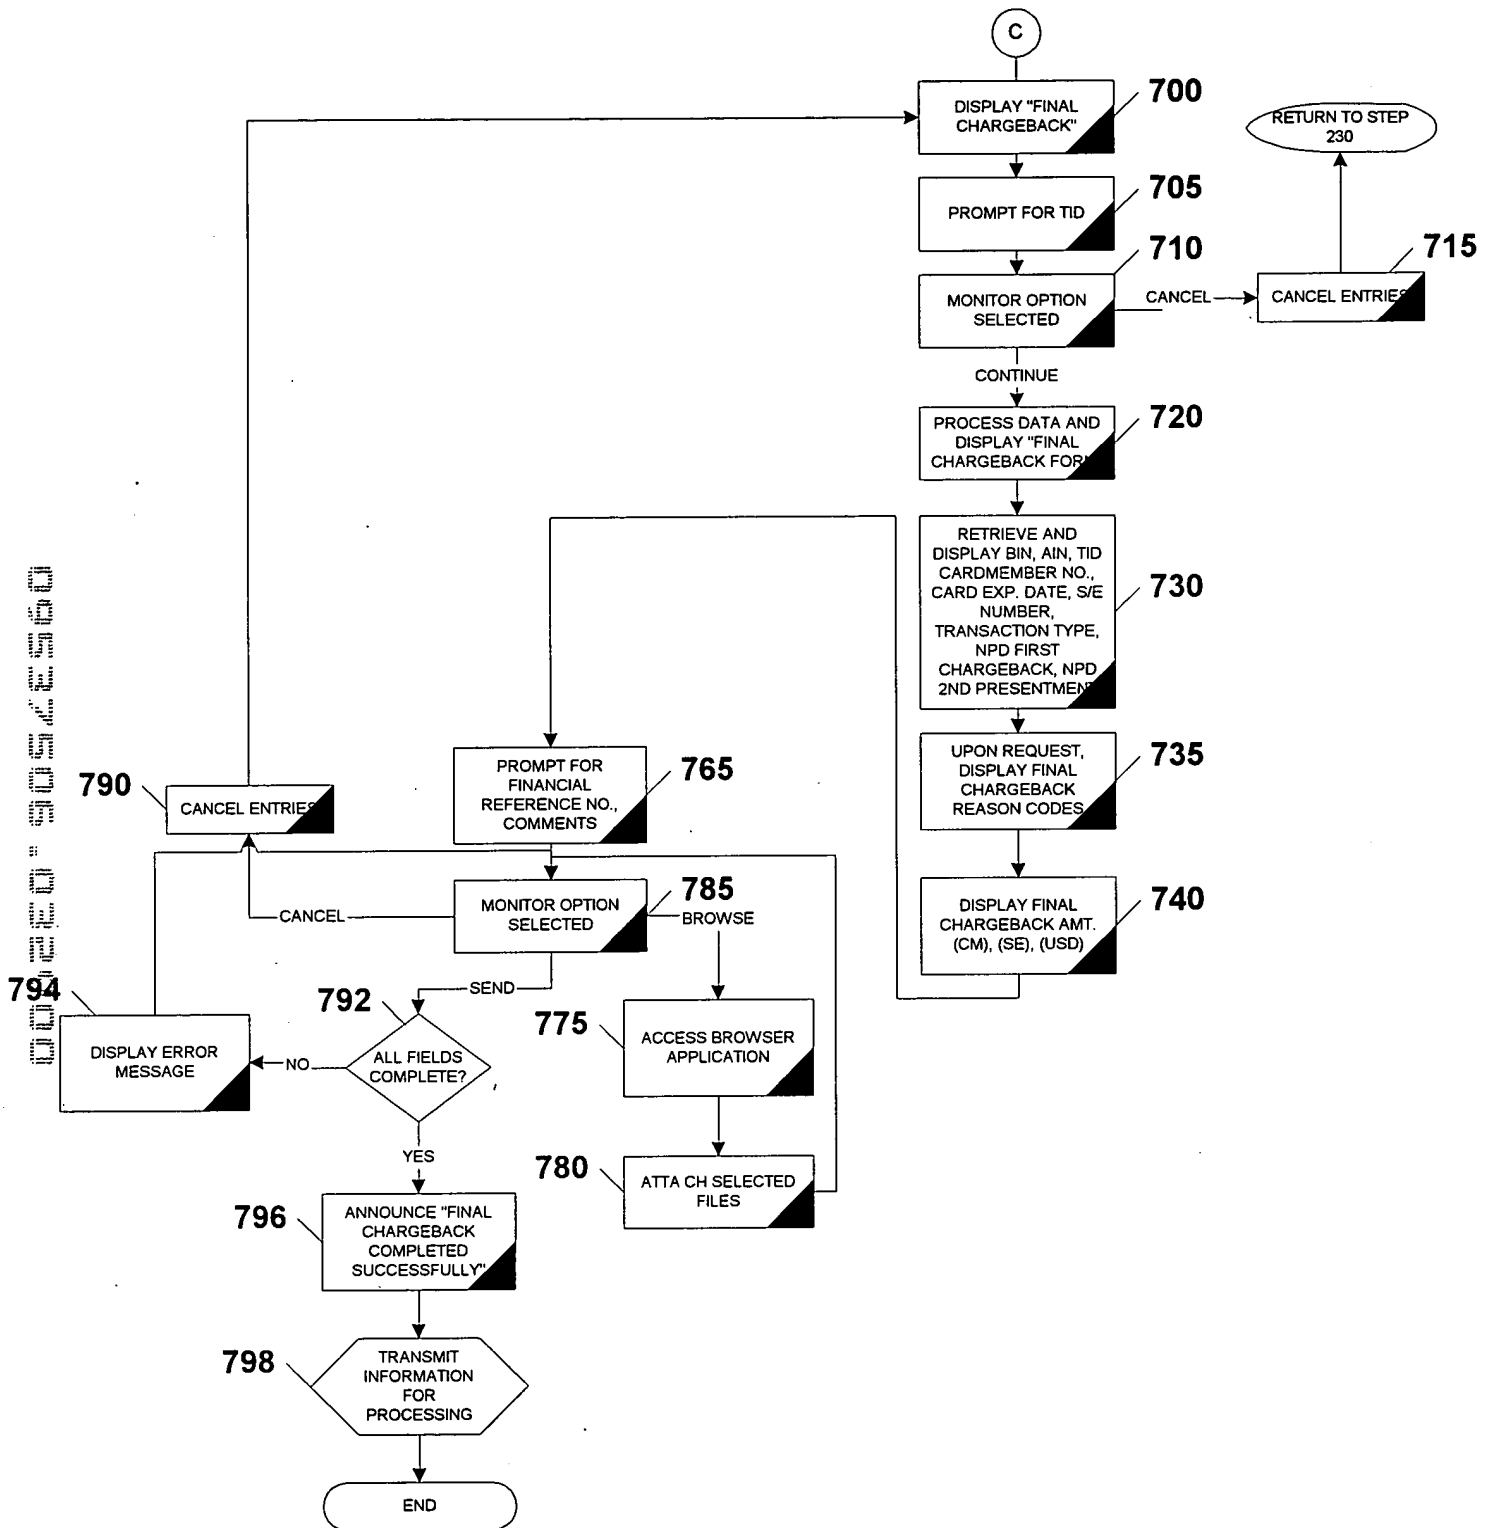 C
DISPLAY "FINAL
CHARGEBACK"
700
RETURN TO STEP
230
PROMPT FOR TID
705
MONITOR OPTION
SELECTED
710
CANCEL
CANCEL ENTRIES
715
CONTINUE
PROCESS DATA AND
DISPLAY "FINAL
CHARGEBACK FORM
720
RETRIEVE AND
DISPLAY BIN, AIN, TID
CARDMEMBER NO.,
CARD EXP. DATE, S/E
NUMBER,
TRANSACTION TYPE,
NPD FIRST
CHARGEBACK, NPD
2ND PRESENTMENT
730
UPON REQUEST,
DISPLAY FINAL
CHARGEBACK
REASON CODES
735
DISPLAY FINAL
CHARGEBACK AMT.
(CM), (SE), (USD)
740
PROMPT FOR
FINANCIAL
REFERENCE NO.,
COMMENTS
765
790
CANCEL ENTRIES
MONITOR OPTION
SELECTED
785
CANCEL
BROWSE
SEND
794
DISPLAY ERROR
MESSAGE
792
ALL FIELDS
COMPLETE?
NO
YES
775
ACCESS BROWSER
APPLICATION
780
ATTA CH SELECTED
FILES
796
ANNOUNCE "FINAL
CHARGEBACK
COMPLETED
SUCCESSFULLY"
798
TRANSMIT
INFORMATION
FOR
PROCESSING
END
09537506.032900